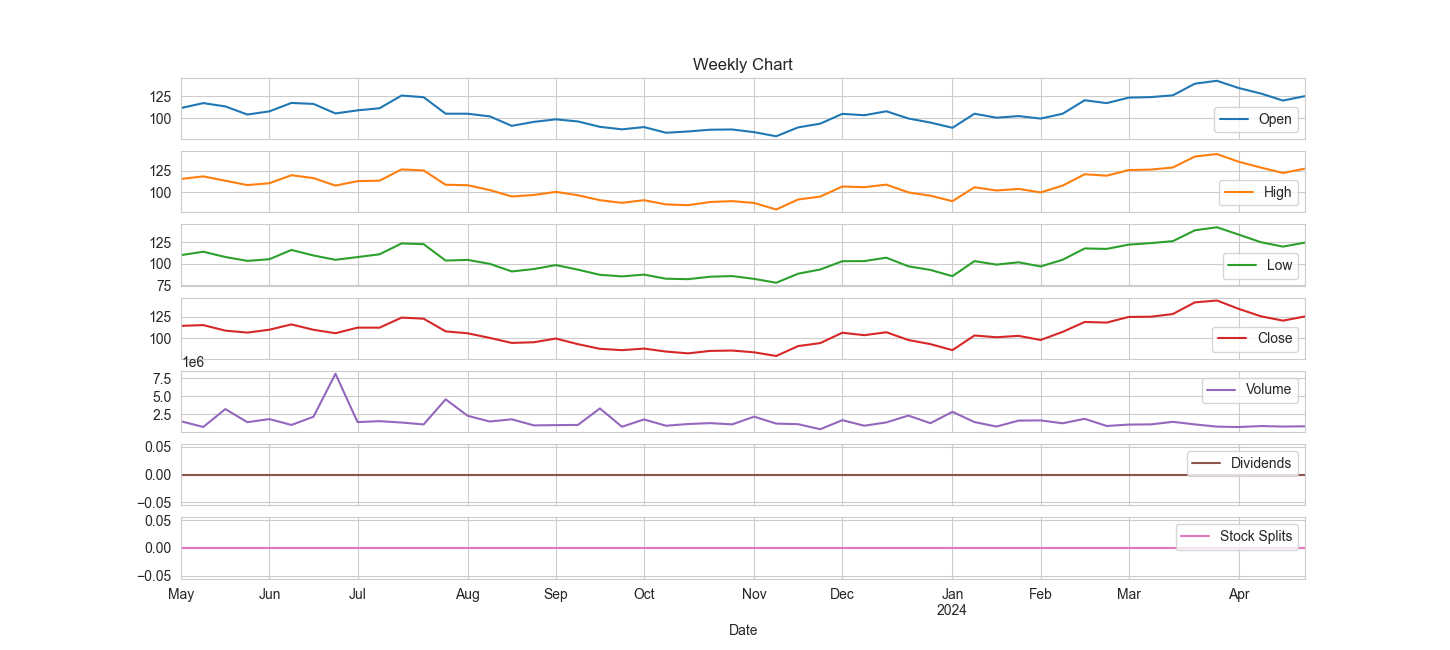 Weekly Chart
125
100
Open
125
100
High
125
100
75
Low
125
100
Close
1e6
7.5
5.0
2.5
Volume
0.05
0.00
−0.05
Dividends
0.05
0.00
−0.05
Stock Splits
May Jun Jul Aug Sep Oct Nov Dec Jan Feb Mar Apr
2024
Date